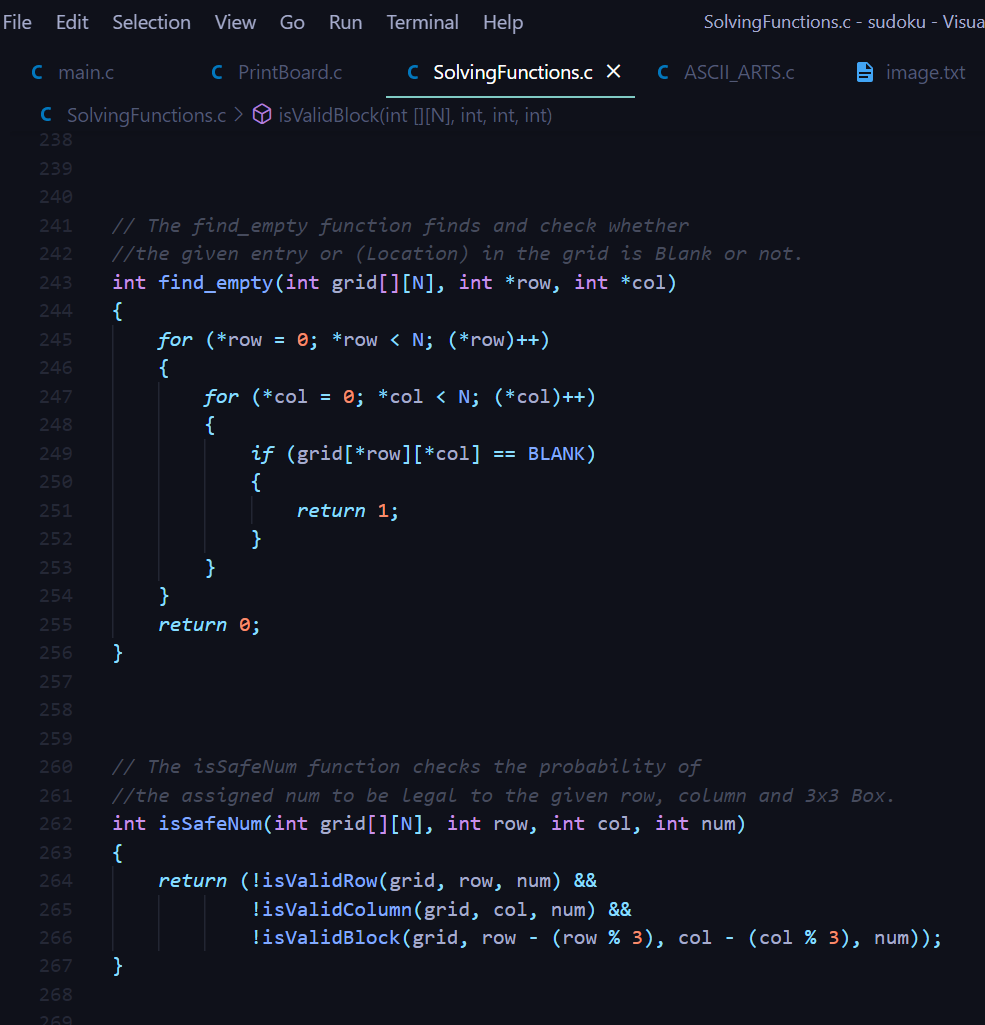 File Edit Selection View Go Run Terminal Help SolvingFunctions.c - sudoku - Visua
C main.c C PrintBoard.c C SolvingFunctions.c × C ASCII_ARTS.c image.txt
C SolvingFunctions.c > isValidBlock(int [][N], int, int, int)
238
239
240
241 // The find_empty function finds and check whether
242 //the given entry or (Location) in the grid is Blank or not.
243 int find_empty(int grid[][N], int *row, int *col)
244 {
245 for (*row = 0; *row < N; (*row)++)
246 {
247 for (*col = 0; *col < N; (*col)++)
248 {
249 if (grid[*row][*col] == BLANK)
250 {
251 return 1;
252 }
253 }
254 }
255 return 0;
256 }
257
258
259
260 // The isSafeNum function checks the probability of
261 //the assigned num to be legal to the given row, column and 3x3 Box.
262 int isSafeNum(int grid[][N], int row, int col, int num)
263 {
264 return (!isValidRow(grid, row, num) &&
265 !isValidColumn(grid, col, num) &&
266 !isValidBlock(grid, row - (row % 3), col - (col % 3), num));
267 }
268
269